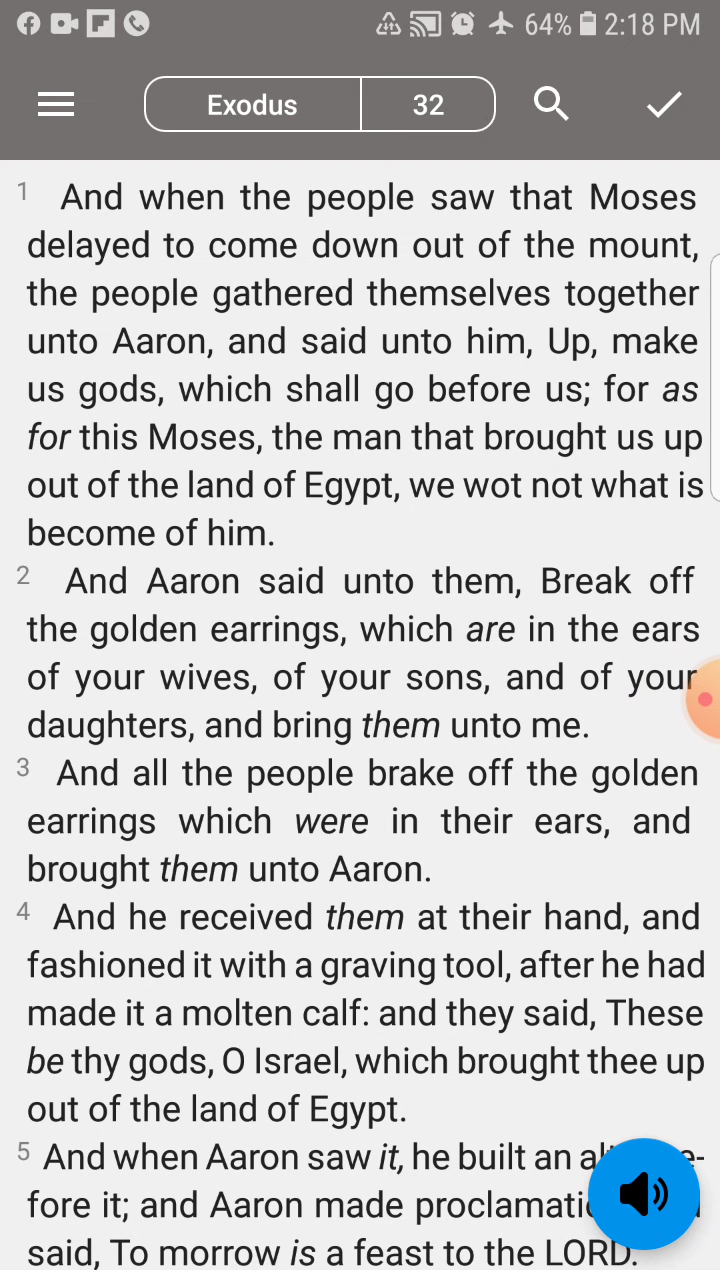 64% 2:18 PM
Exodus 32
1 And when the people saw that Moses
delayed to come down out of the mount,
the people gathered themselves together
unto Aaron, and said unto him, Up, make
us gods, which shall go before us; for as
for this Moses, the man that brought us up
out of the land of Egypt, we wot not what is
become of him.
2 And Aaron said unto them, Break off
the golden earrings, which are in the ears
of your wives, of your sons, and of your
daughters, and bring them unto me.
3 And all the people brake off the golden
earrings which were in their ears, and
brought them unto Aaron.
4 And he received them at their hand, and
fashioned it with a graving tool, after he had
made it a molten calf: and they said, These
be thy gods, O Israel, which brought thee up
out of the land of Egypt.
5 And when Aaron saw it, he built an
fore it; and Aaron made
said, To morrow is a feast to the LORD.